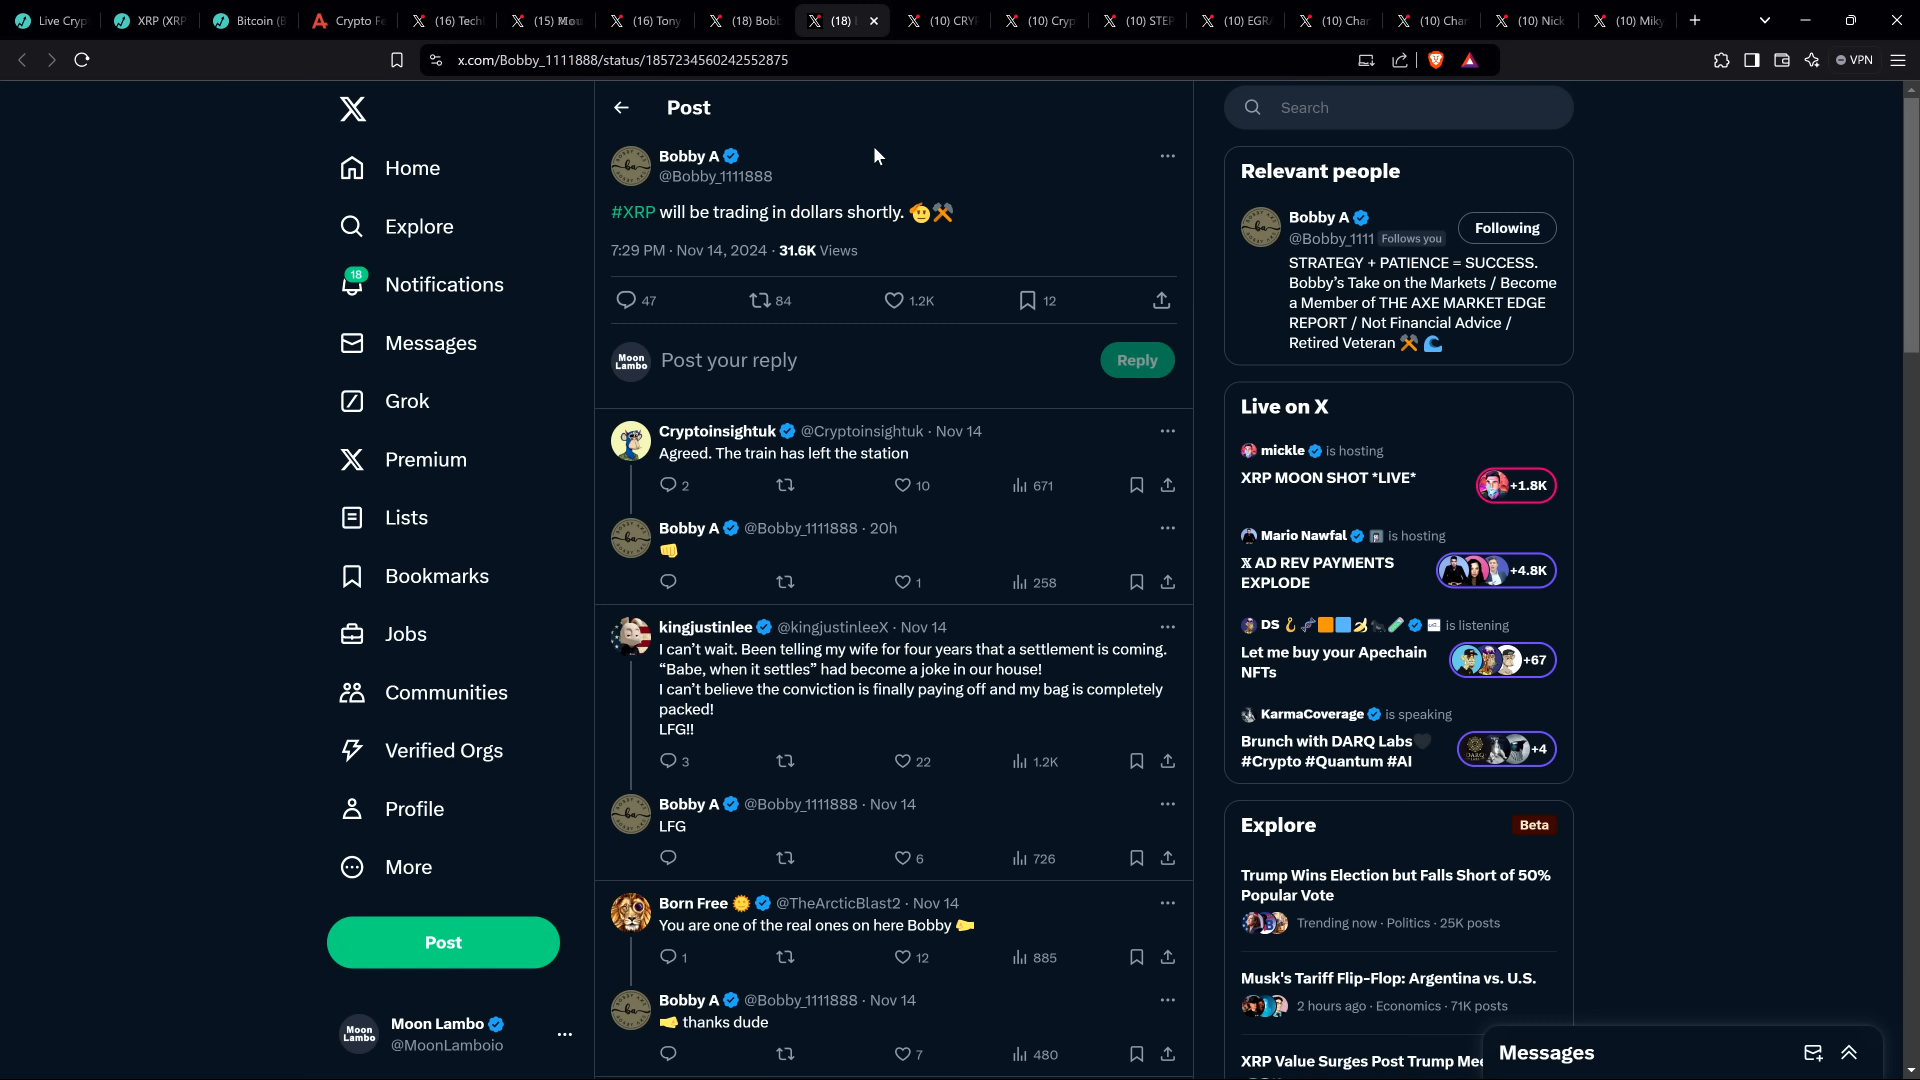 Live Cryp
XRP (XRP
Bitcoin (B
Crypto Fe
(16) Tech
(15) Mou
(16) Tony
(18) Bobb
(18)
(10) CRY
(10) Cryp
(10) STEP
(10) EGR
(10) Char
(10) Char
(10) Nick
(10) Mik
x.com/Bobby_1111888/status/1857234560242552875
VPN
Home
Explore
18
Notifications
Messages
Grok
Premium
Lists
Bookmarks
Jobs
Communities
Verified Orgs
Profile
More
Post
Moon Lambo
Moon Lambo
@MoonLamboio
Post
Bobby A
@Bobby_1111888
#XRP will be trading in dollars shortly. 🫡⚒️
7:29 PM · Nov 14, 2024 · 31.6K Views
47 84 1.2K 12
Moon Lambo
Post your reply
Reply
Cryptoinsightuk @Cryptoinsightuk · Nov 14
Agreed. The train has left the station
2 10 671
Bobby A @Bobby_1111888 · 20h
👊
1 258
kingjustinlee @kingjustinleeX · Nov 14
I can’t wait. Been telling my wife for four years that a settlement is coming.
“Babe, when it settles” had become a joke in our house!
I can’t believe the conviction is finally paying off and my bag is completely
packed!
LFG!!
3 22 1.2K
Bobby A @Bobby_1111888 · Nov 14
LFG
6 726
Born Free @TheArcticBlast2 · Nov 14
You are one of the real ones on here Bobby
1 12 885
Bobby A @Bobby_1111888 · Nov 14
thanks dude
7 480
Search
Relevant people
Bobby A
@Bobby_1111 Follows you
Following
STRATEGY + PATIENCE = SUCCESS.
Bobby’s Take on the Markets / Become
a Member of THE AXE MARKET EDGE
REPORT / Not Financial Advice /
Retired Veteran ⚒️🌊
Live on X
mickle is hosting
XRP MOON SHOT *LIVE*
+1.8K
Mario Nawfal is hosting
𝕏 AD REV PAYMENTS
EXPLODE
+4.8K
DS is listening
Let me buy your Apechain
NFTs
+67
KarmaCoverage is speaking
Brunch with DARQ Labs🖤
#Crypto #Quantum #AI
+4
Explore
Beta
Trump Wins Election but Falls Short of 50%
Popular Vote
Trending now · Politics · 25K posts
Musk's Tariff Flip-Flop: Argentina vs. U.S.
2 hours ago · Economics · 71K posts
XRP Value Surges Post Trump Mee
Messages